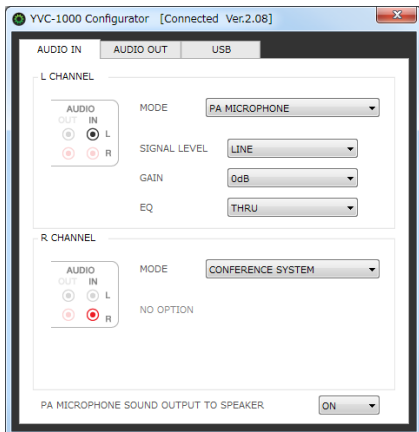 YVC-1000 Configurator [Connected Ver.2.08]
AUDIO IN AUDIO OUT USB
L CHANNEL
AUDIO
OUT IN
L
R
MODE PA MICROPHONE
SIGNAL LEVEL LINE
GAIN 0dB
EQ THRU
R CHANNEL
AUDIO
OUT IN
L
R
MODE CONFERENCE SYSTEM
NO OPTION
PA MICROPHONE SOUND OUTPUT TO SPEAKER ON